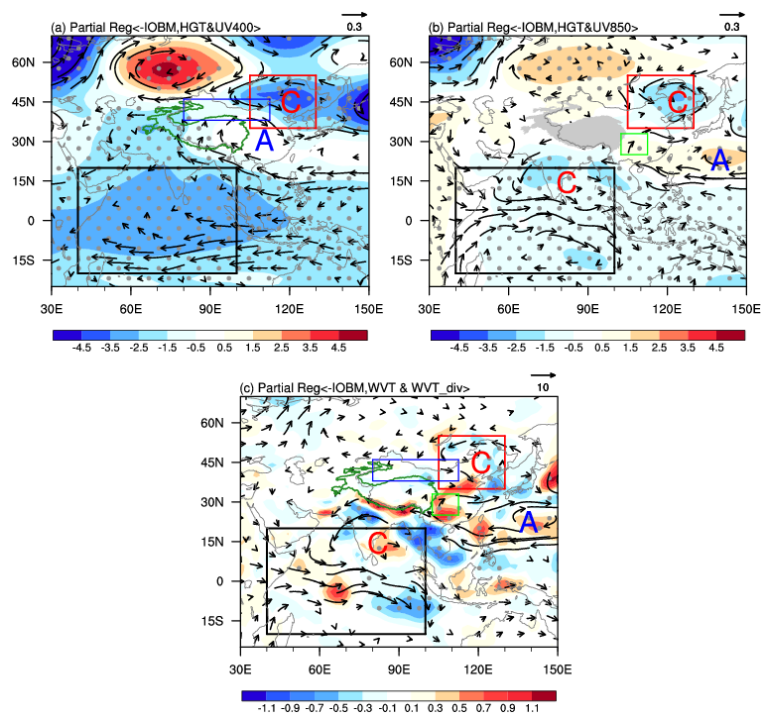 (a) Partial Reg<-IOBM,HGT&UV400>
0.3
60N
45N
30N
15N
0
15S
C
A
30E
60E
90E
120E
150E
-4.5 -3.5 -2.5 -1.5 -0.5 0.5 1.5 2.5 3.5 4.5
(b) Partial Reg<-IOBM,HGT&UV850>
0.3
60N
45N
30N
15N
0
15S
C
A
C
30E
60E
90E
120E
150E
-4.5 -3.5 -2.5 -1.5 -0.5 0.5 1.5 2.5 3.5 4.5
(c) Partial Reg<-IOBM,WVT & WVT_div>
10
60N
45N
30N
15N
0
15S
C
A
C
30E
60E
90E
120E
150E
-1.1 -0.9 -0.7 -0.5 -0.3 -0.1 0.1 0.3 0.5 0.7 0.9 1.1